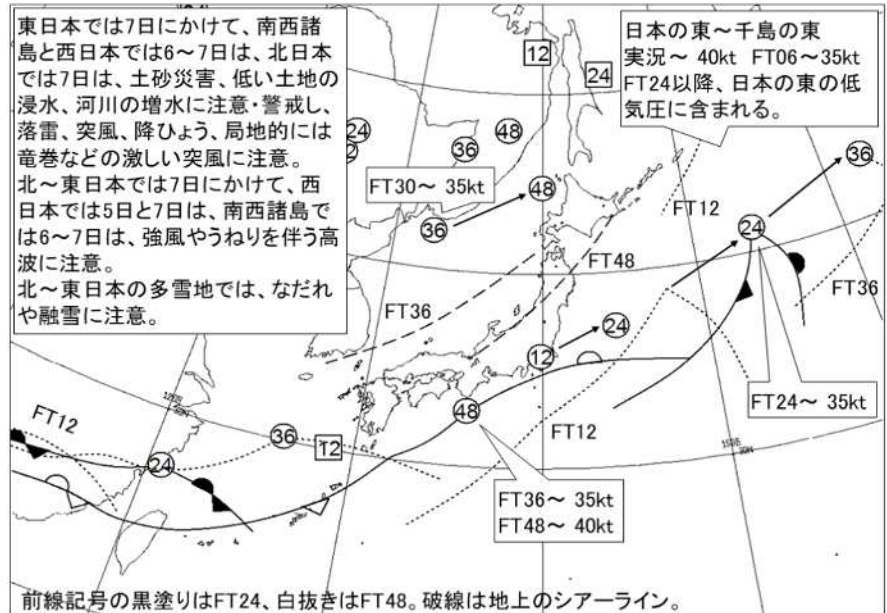 東日本では7日にかけて、南西諸
島と西日本では6～7日は、北日本
では7日は、土砂災害、低い土地の
浸水、河川の増水に注意・警戒し、
落雷、突風、降ひょう、局地的には
竜巻などの激しい突風に注意。
北～東日本では7日にかけて、西
日本では5日と7日は、南西諸島で
は6～7日は、強風やうねりを伴う高
波に注意。
北～東日本の多雪地では、なだれ
や融雪に注意。
日本の東～千島の東
実況～ 40kt FT06～35kt
FT24以降、日本の東の低
気圧に含まれる。
12
24
24
2
36
48
36
FT30～ 35kt
48
36
FT12
24
FT48
FT36
FT36
24
12
FT24～ 35kt
48
FT12
FT12
36
12
24
FT36～ 35kt
FT48～ 40kt
前線記号の黒塗りはFT24、白抜きはFT48。破線は地上のシアーライン。